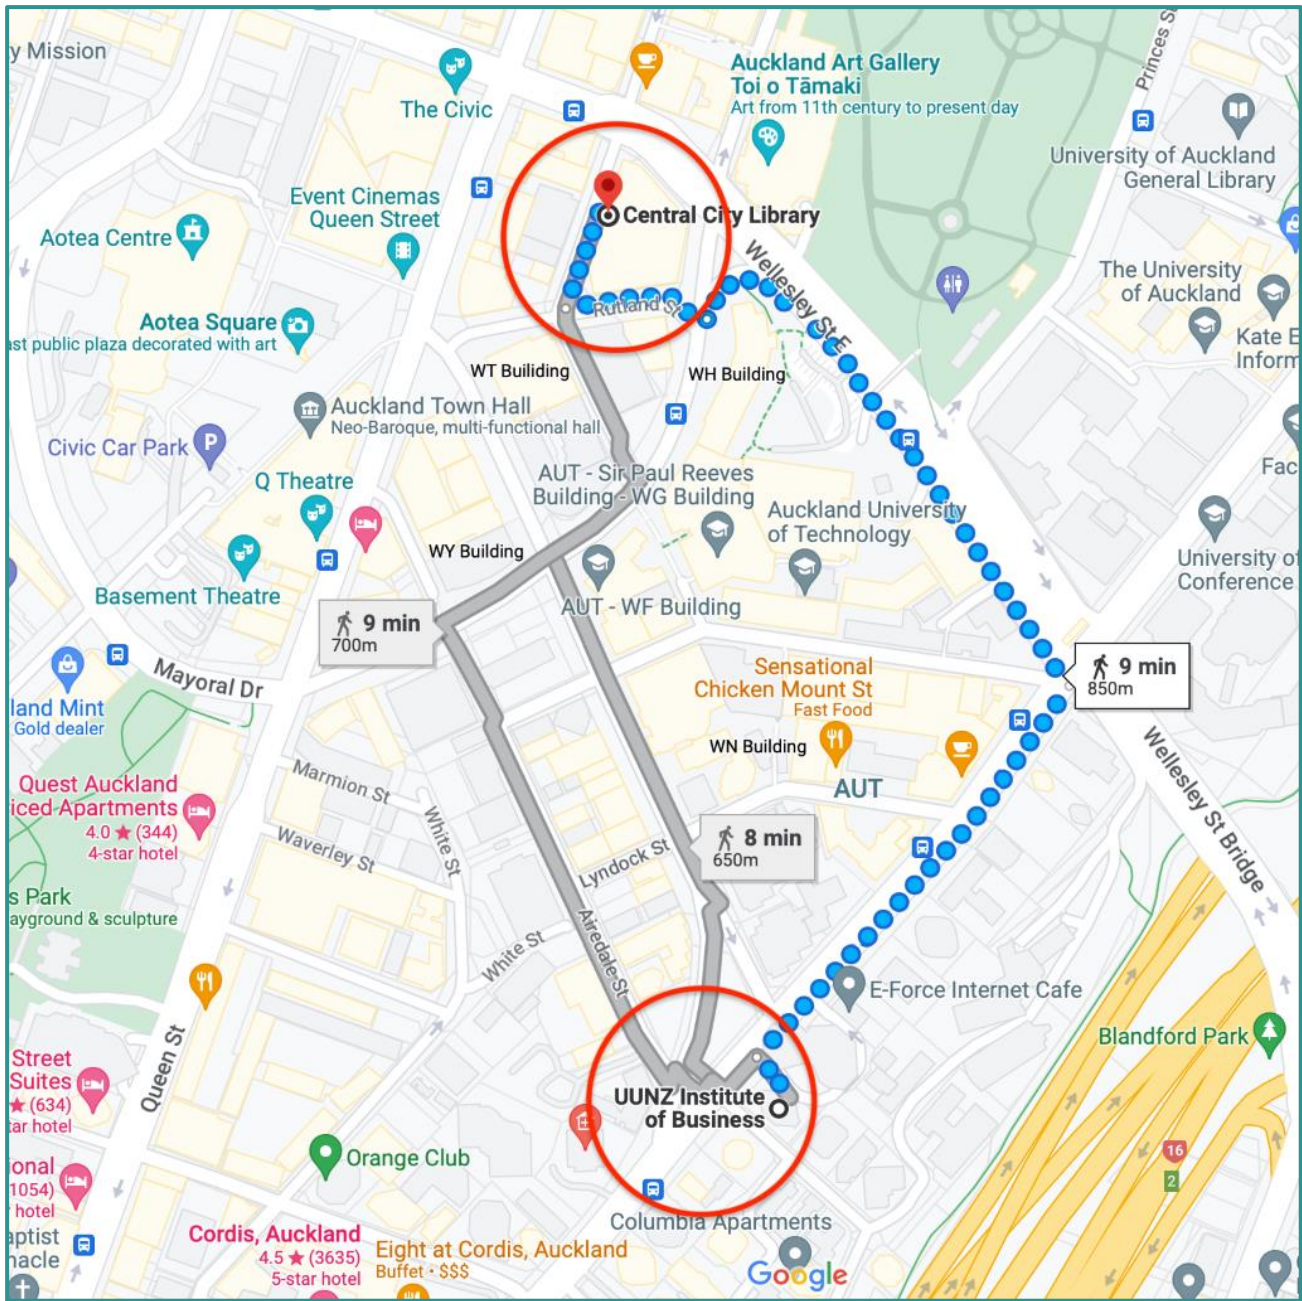 y Mission
The Civic
Auckland Art Gallery
Toi o Tāmaki
Art from 11th century to present day
Princes S
University of Auckland
General Library
Event Cinemas
Queen Street
Central City Library
Aotea Centre
Wellesley St E
The University
of Auckland
Rutland St
Aotea Square
ast public plaza decorated with art
Kate E
Inform
WT Builiding
WH Building
Auckland Town Hall
Neo-Baroque, multi-functional hall
Civic Car Park
P
Q Theatre
AUT - Sir Paul Reeves
Building - WG Building
Fac
Auckland University
of Technology
WY Building
University of
Conference
Basement Theatre
AUT - WF Building
9 min
700m
Mayoral Dr
Sensational
Chicken Mount St
Fast Food
9 min
850m
land Mint
Gold dealer
WN Building
Wellesley St Bridge
AUT
Marmion St
Quest Auckland
iced Apartments
4.0 ★ (344)
4-star hotel
White St
Waverley St
8 min
650m
Lyndock St
s Park
ayground & sculpture
Airedale St
White St
E-Force Internet Cafe
Blandford Park
Queen St
Street
Suites
★ (634)
tar hotel
UUNZ Institute
of Business
Orange Club
16
2
ional
1054)
hotel
Columbia Apartments
Cordis, Auckland
4.5 ★ (3635)
5-star hotel
Eight at Cordis, Auckland
Buffet • $$$
aptist
nacle
Google